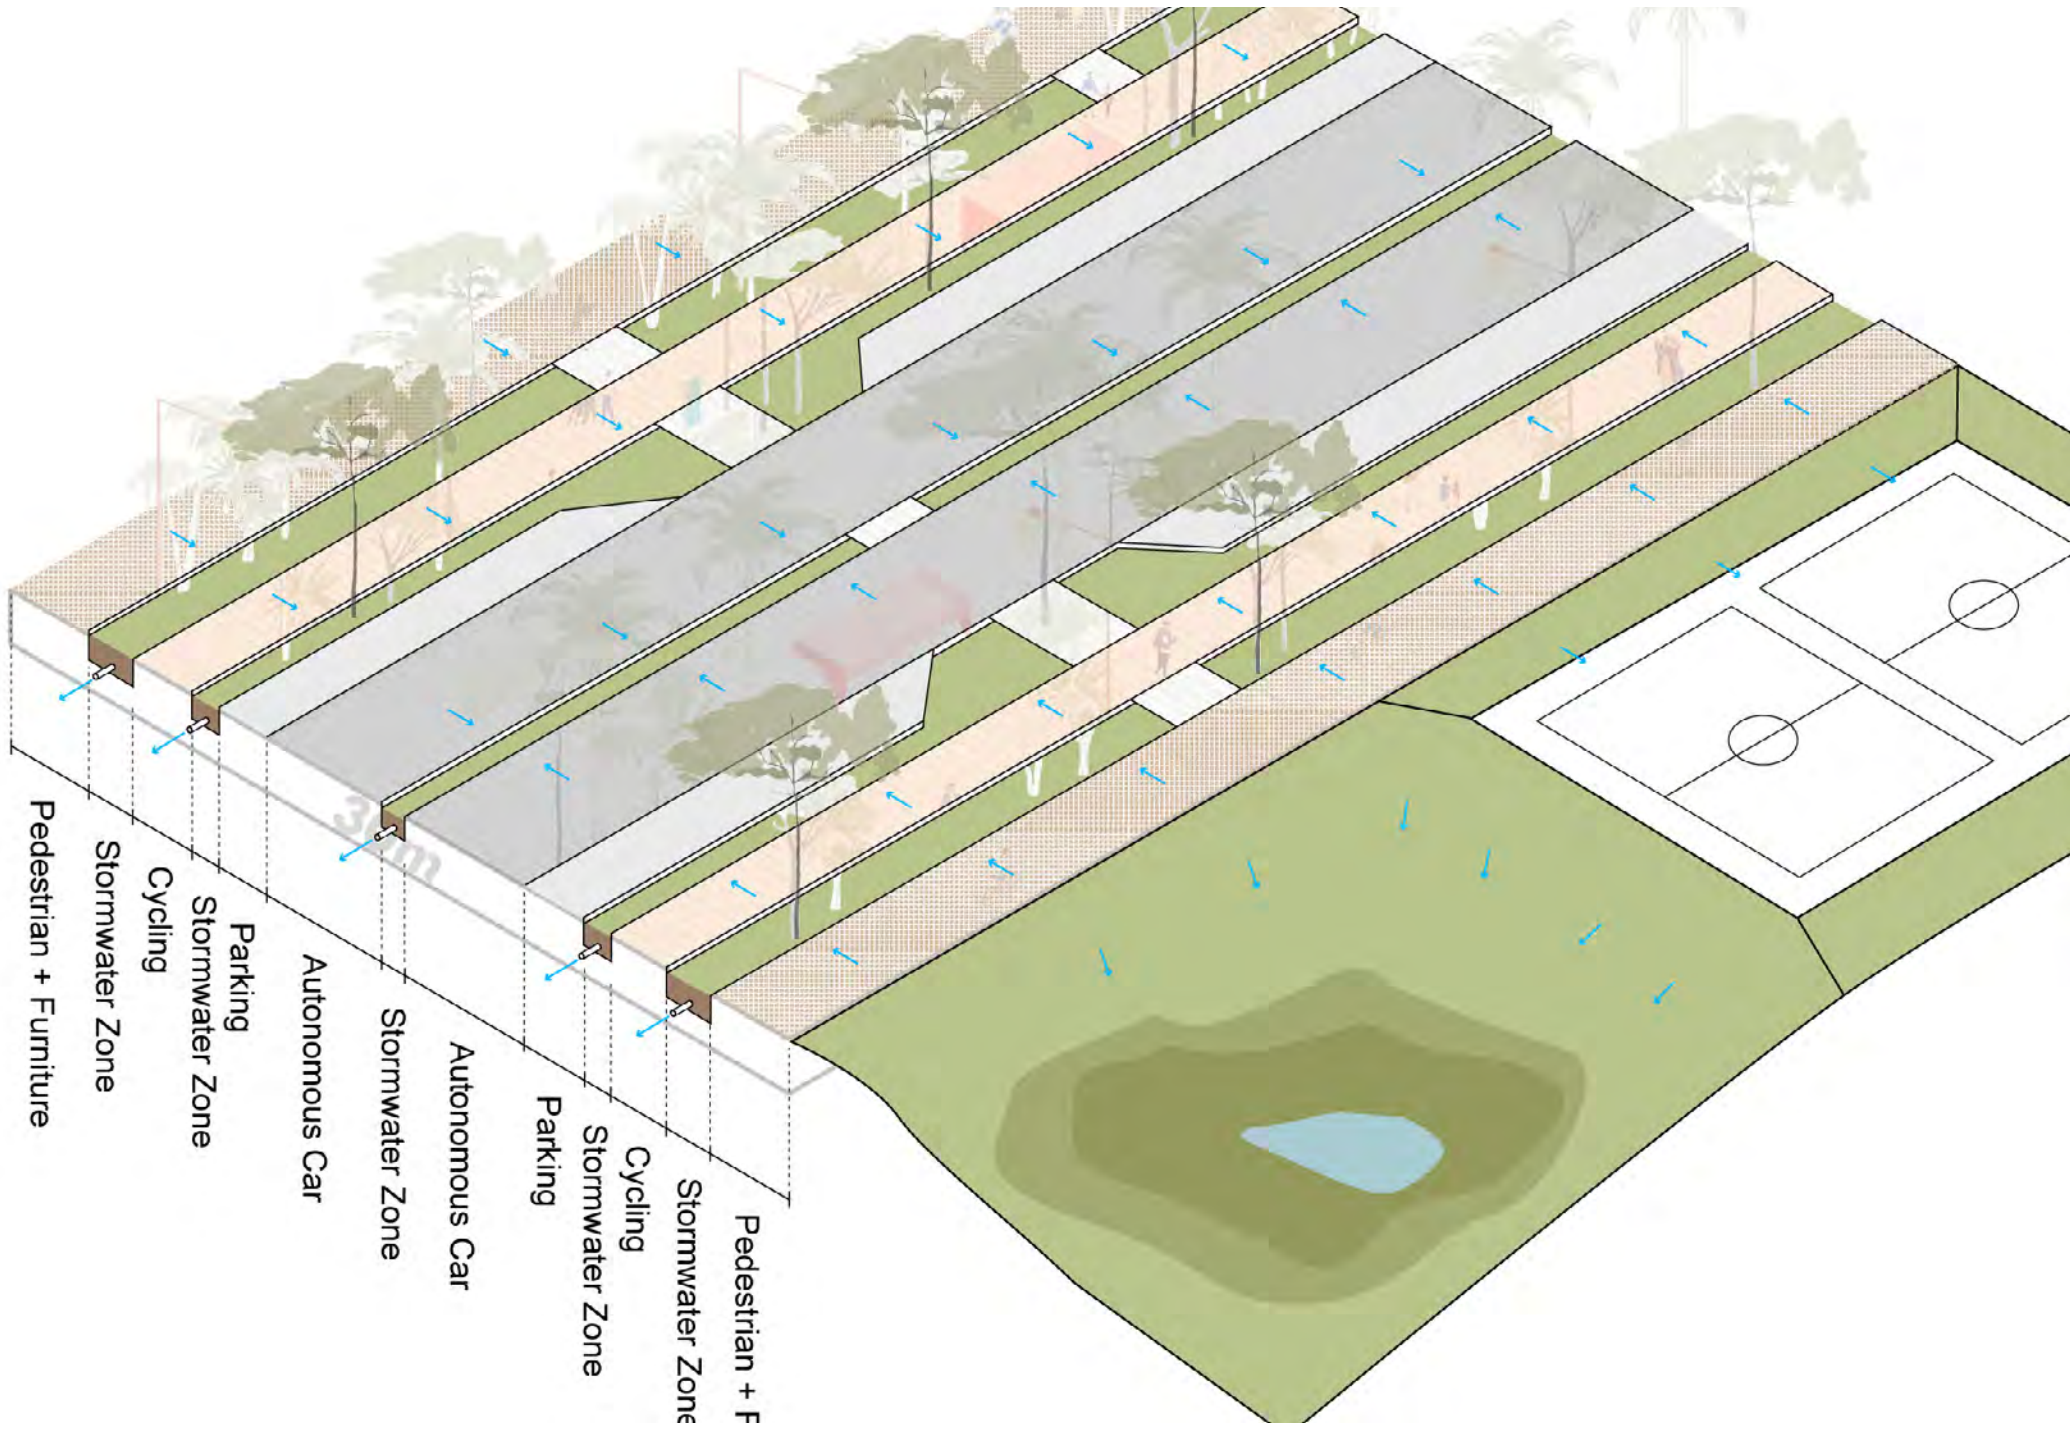 Pedestrian + Furniture
Stormwater Zone
Cycling
Stormwater Zone
Parking
Autonomous Car
Stormwater Zone
Autonomous Car
Parking
Stormwater Zone
Cycling
Stormwater Zone
Pedestrian + F